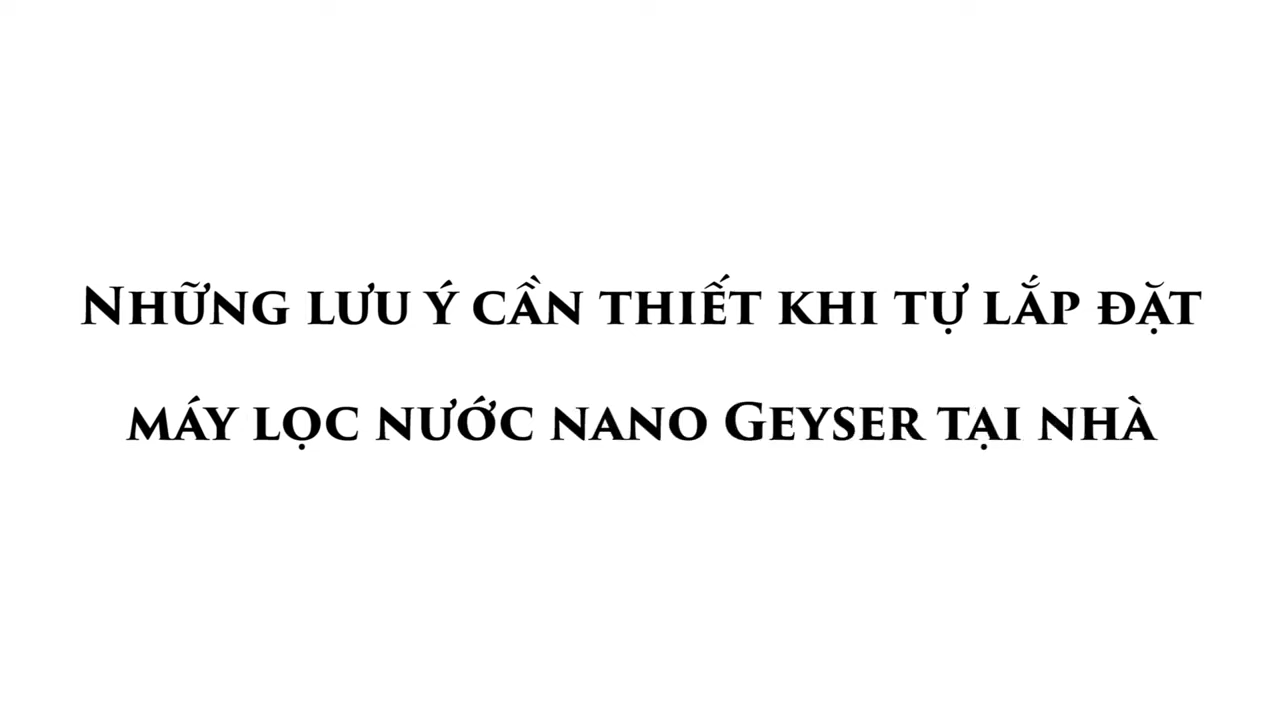 Những lưu ý cần thiết khi tự lắp đặt
máy lọc nước nano Geyser tại nhà